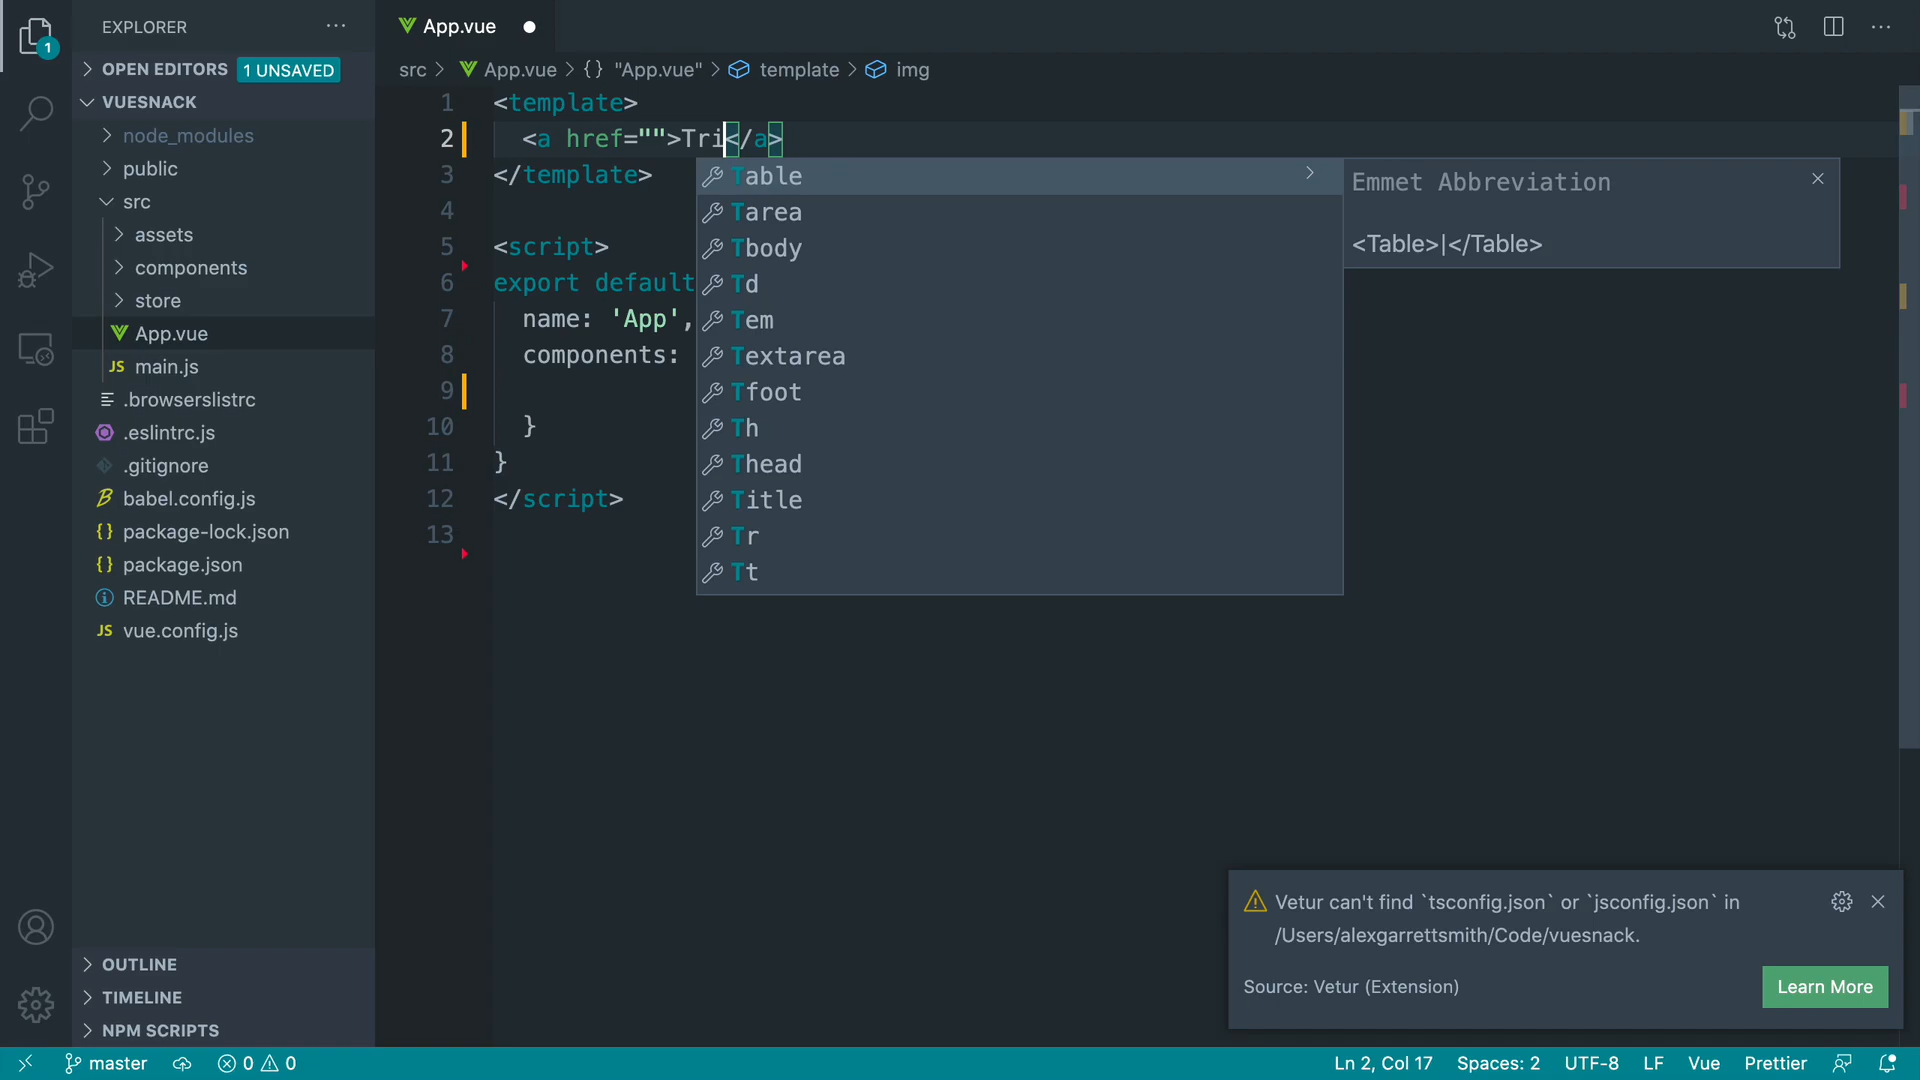 EXPLORER
1
OPEN EDITORS 1 UNSAVED
VUESNACK
node_modules
public
src
assets
components
store
App.vue
JS main.js
.browserslistrc
.eslintrc.js
.gitignore
babel.config.js
{} package-lock.json
{} package.json
README.md
JS vue.config.js
OUTLINE
TIMELINE
NPM SCRIPTS
App.vue
src > App.vue > {} "App.vue" > template > img
1 <template>
2 <a href="">Tri</a>
3 </template>
4
5 <script>
6 export default
7 name: 'App',
8 components:
9
10 }
11 }
12 </script>
13
Table
Tarea
Tbody
Td
Tem
Textarea
Tfoot
Th
Thead
Title
Tr
Tt
Emmet Abbreviation
<Table>|</Table>
Vetur can't find `tsconfig.json` or `jsconfig.json` in
/Users/alexgarrettsmith/Code/vuesnack.
Source: Vetur (Extension)
Learn More
master 0 0 Ln 2, Col 17 Spaces: 2 UTF-8 LF Vue Prettier